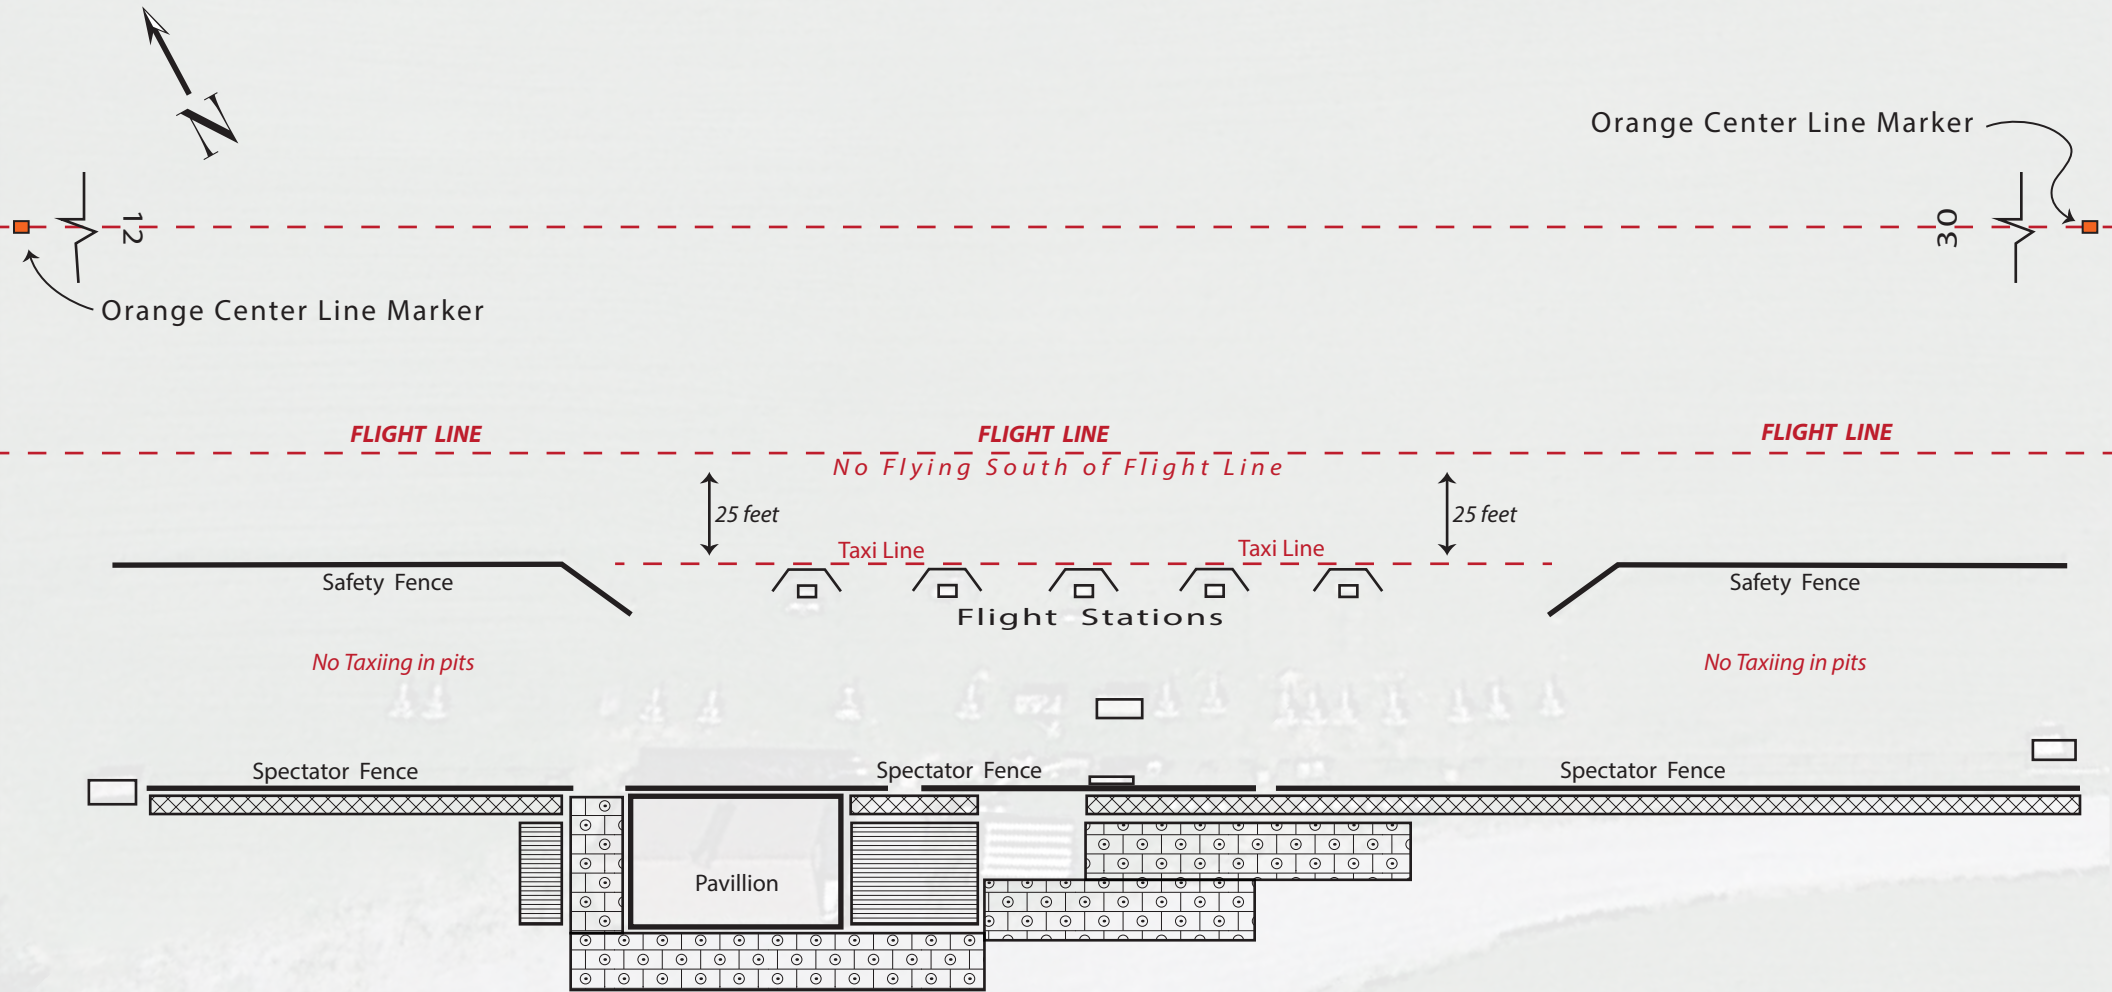 N
Orange Center Line Marker
12
30
Orange Center Line Marker
FLIGHT LINE
FLIGHT LINE
FLIGHT LINE
No Flying South of Flight Line
25 feet
25 feet
Taxi Line
Taxi Line
Safety Fence
Safety Fence
Flight Stations
No Taxiing in pits
No Taxiing in pits
Spectator Fence
Spectator Fence
Spectator Fence
Pavillion